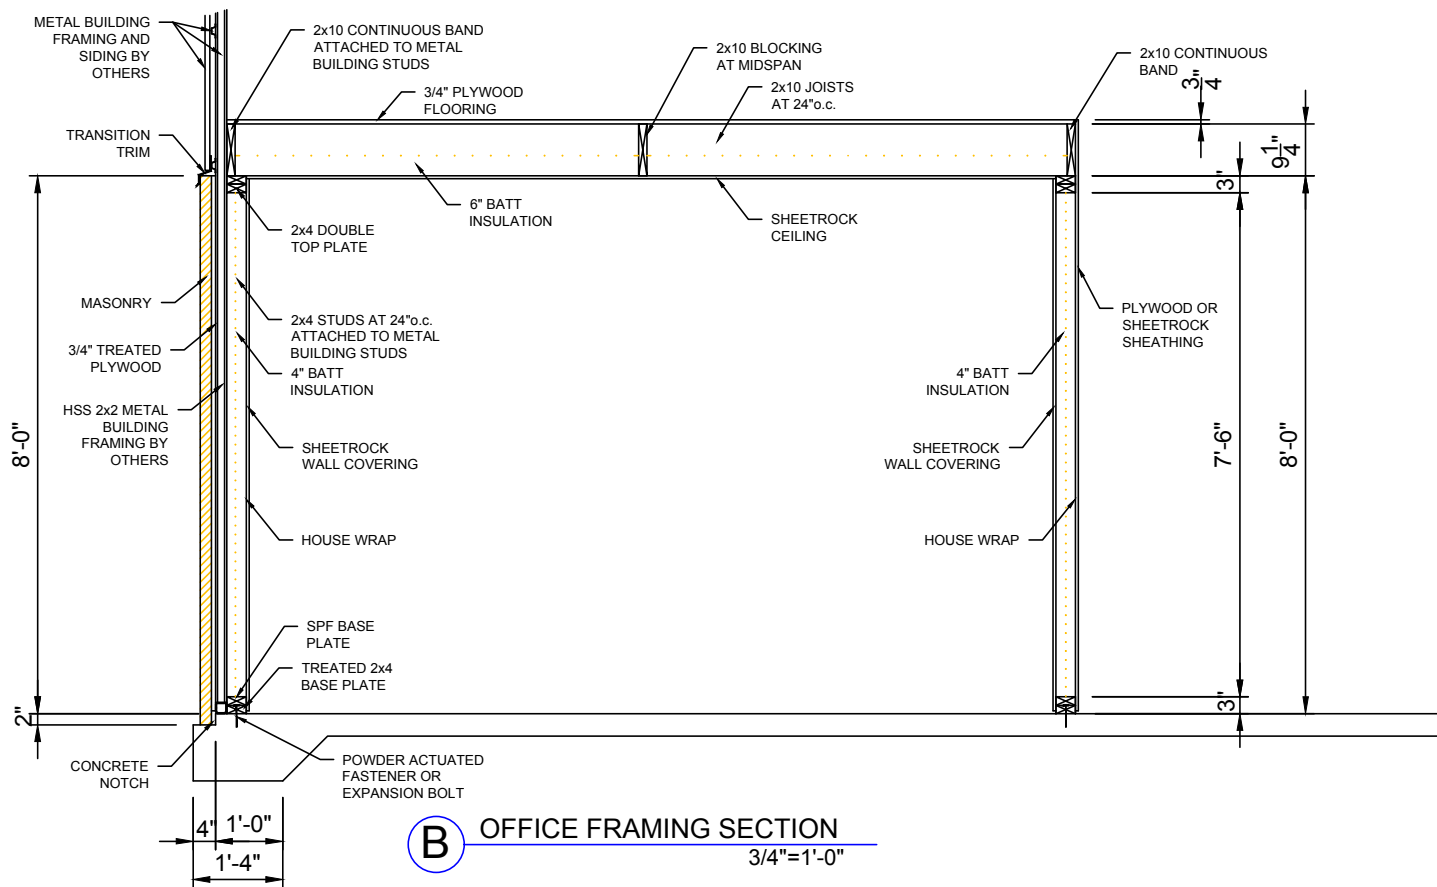 METAL BUILDING
FRAMING AND
SIDING BY
OTHERS
2x10 CONTINUOUS BAND
ATTACHED TO METAL
BUILDING STUDS
3/4" PLYWOOD
FLOORING
2x10 BLOCKING
AT MIDSPAN
2x10 JOISTS
AT 24"o.c.
2x10 CONTINUOUS
BAND
3/4"
9 1/4"
3"
TRANSITION
TRIM
6" BATT
INSULATION
SHEETROCK
CEILING
2x4 DOUBLE
TOP PLATE
MASONRY
2x4 STUDS AT 24"o.c.
ATTACHED TO METAL
BUILDING STUDS
PLYWOOD OR
SHEETROCK
SHEATHING
3/4" TREATED
PLYWOOD
4" BATT
INSULATION
4" BATT
INSULATION
HSS 2x2 METAL
BUILDING
FRAMING BY
OTHERS
8'-0"
SHEETROCK
WALL COVERING
SHEETROCK
WALL COVERING
7'-6"
8'-0"
HOUSE WRAP
HOUSE WRAP
SPF BASE
PLATE
TREATED 2x4
BASE PLATE
2"
3"
CONCRETE
NOTCH
POWDER ACTUATED
FASTENER OR
EXPANSION BOLT
4"
1'-0"
1'-4"
B
OFFICE FRAMING SECTION
3/4"=1'-0"